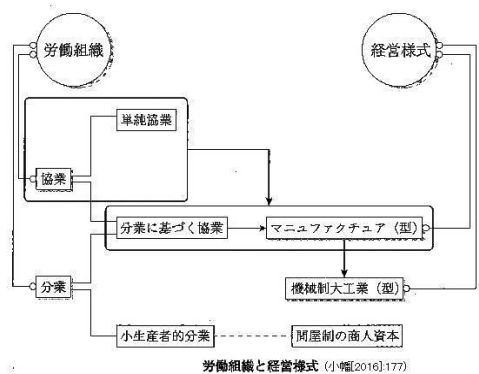 労働組織
経営様式
単純協業
協業
分業に基づく協業
マニュファクチュア(型)
分業
機械制大工業(型)
小生産者的分業
問屋制の商人資本
労働組織と経営様式(小幡[2016]:177)